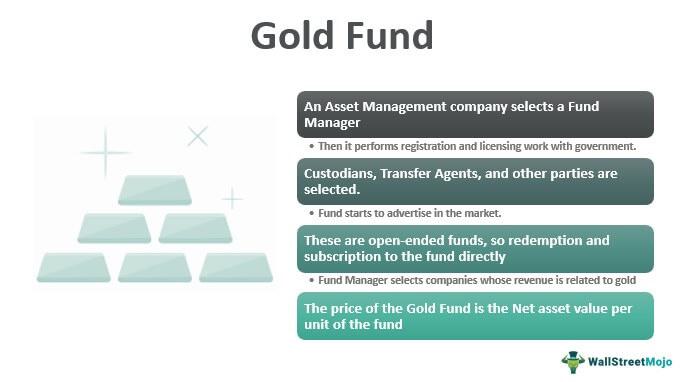 Gold Fund
An Asset Management company selects a Fund
Manager
• Then it performs registration and licensing work with government.
Custodians, Transfer Agents, and other parties are
selected.
• Fund starts to advertise in the market.
These are open-ended funds, so redemption and
subscription to the fund directly
• Fund Manager selects companies whose revenue is related to gold
The price of the Gold Fund is the Net asset value per
unit of the fund
WallStreetMojo